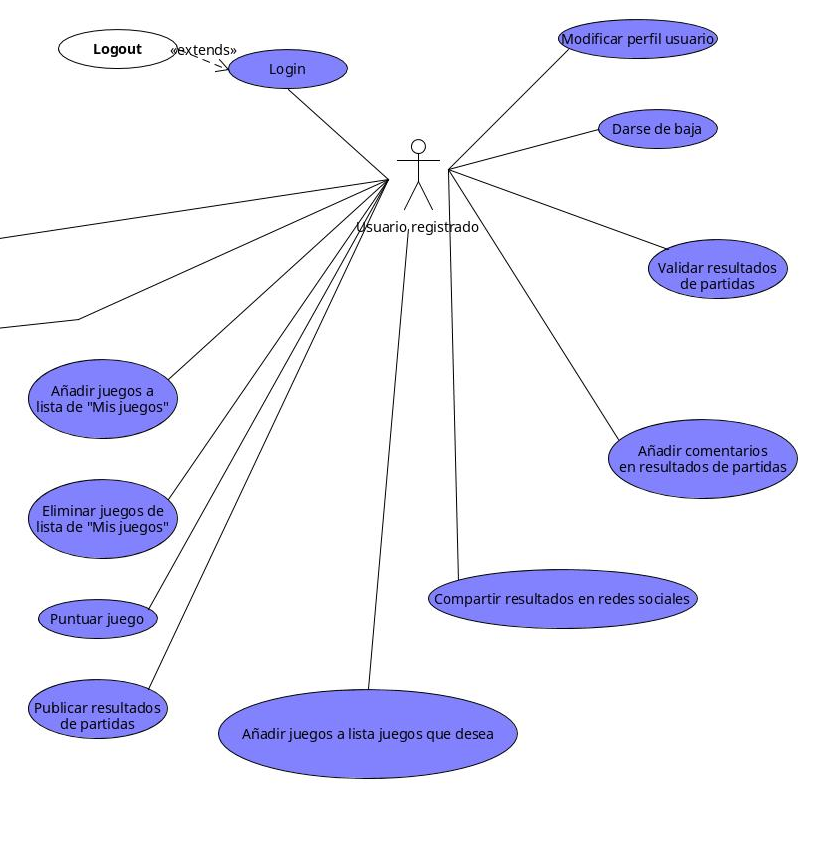 Logout
«extends»
Login
Modificar perfil usuario
Darse de baja
Usuario registrado
Validar resultados
de partidas
Añadir juegos a
lista de "Mis juegos"
Añadir comentarios
en resultados de partidas
Eliminar juegos de
lista de "Mis juegos"
Compartir resultados en redes sociales
Puntuar juego
Publicar resultados
de partidas
Añadir juegos a lista juegos que desea